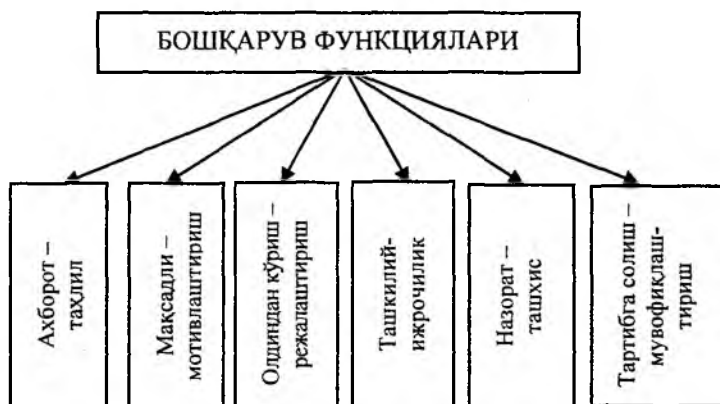 БОШҚАРУВ ФУНКЦИЯЛАРИ
Ахборот –
таҳлил
Мақсадли –
мотивлаштириш
Олдиндан кўриш –
режалаштириш
Ташкилий-
ижрочилик
Назорат –
ташхис
Тартибга солиш –
мувофиқлаш-
тириш